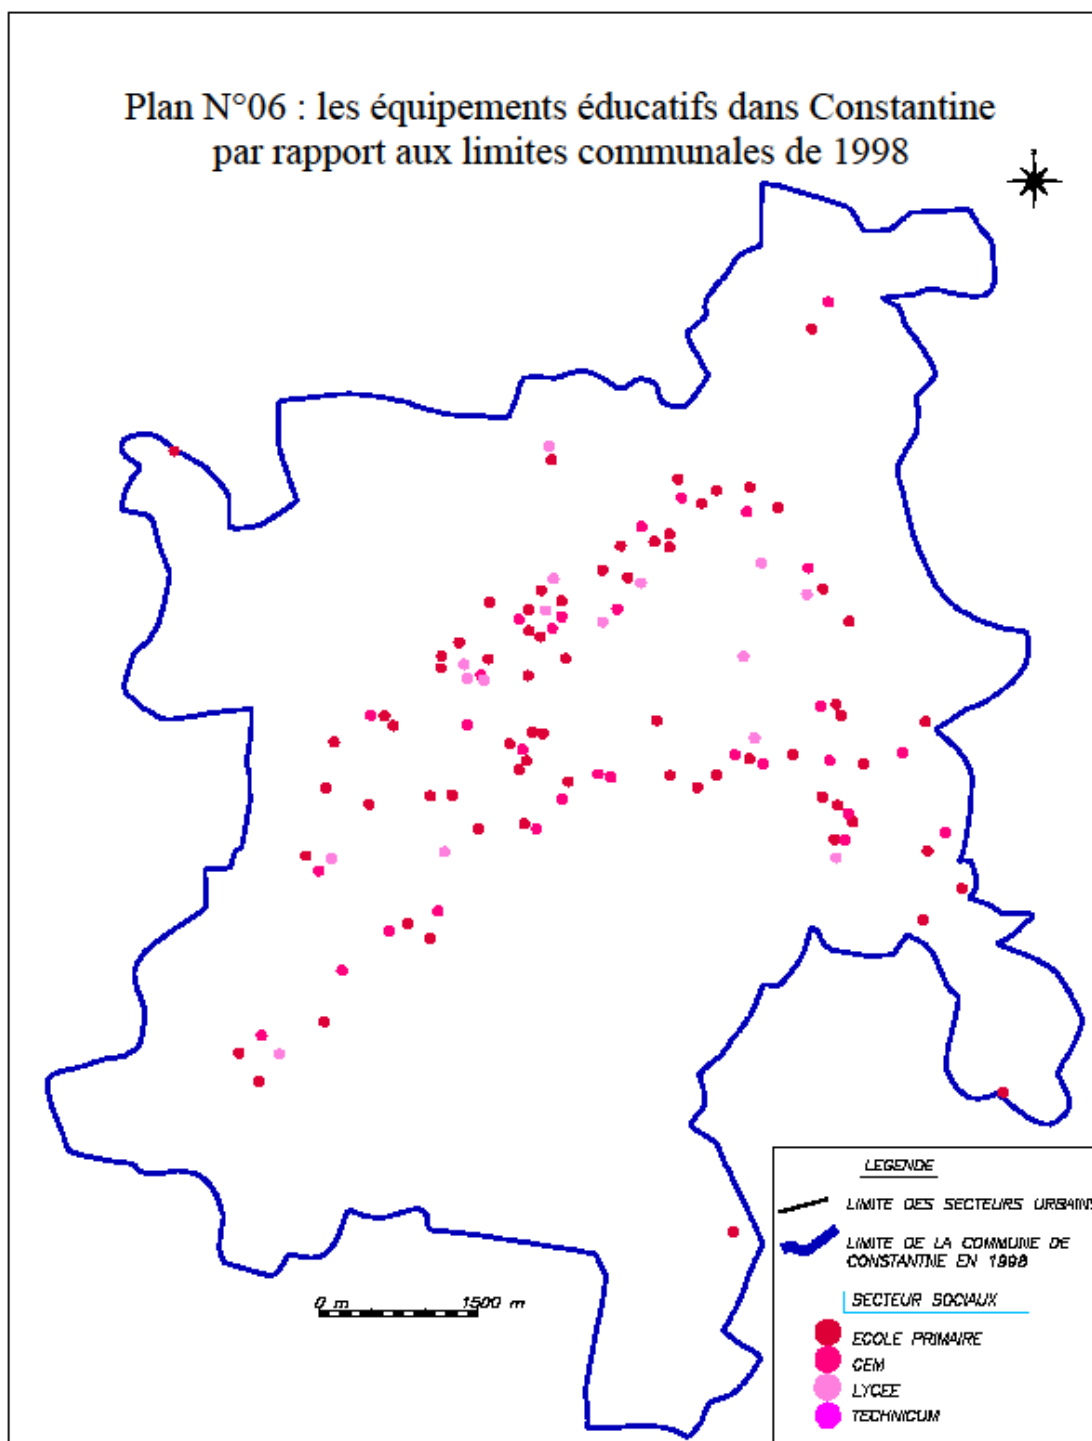 Plan N°06 : les équipements éducatifs dans Constantine
par rapport aux limites communales de 1998
LEGENDE
LIMITE DES SECTEURS URBAINS
LIMITE DE LA COMMUNE DE
CONSTANTINE EN 1998
SECTEUR SOCIAUX
0 m 1500 m
ECOLE PRIMAIRE
CEM
LYCEE
TECHNICUM